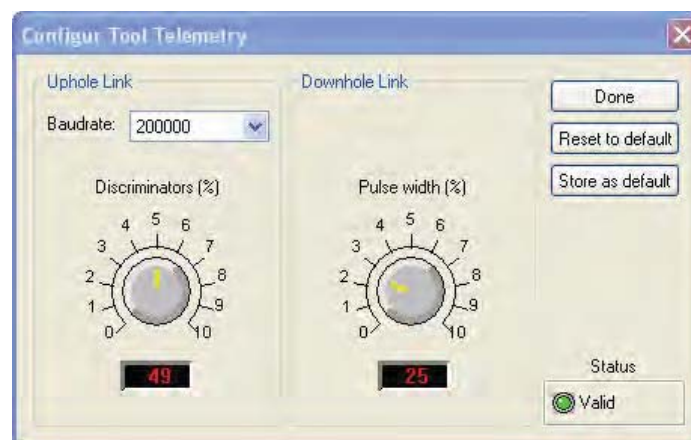 Configur Tool Telemetry
Uphole Link
Baudrate: 200000
Discriminators (%)
0 1 2 3 4 5 6 7 8 9 10
49
Downhole Link
Pulse width (%)
0 1 2 3 4 5 6 7 8 9 10
25
Done
Reset to default
Store as default
Status
Valid